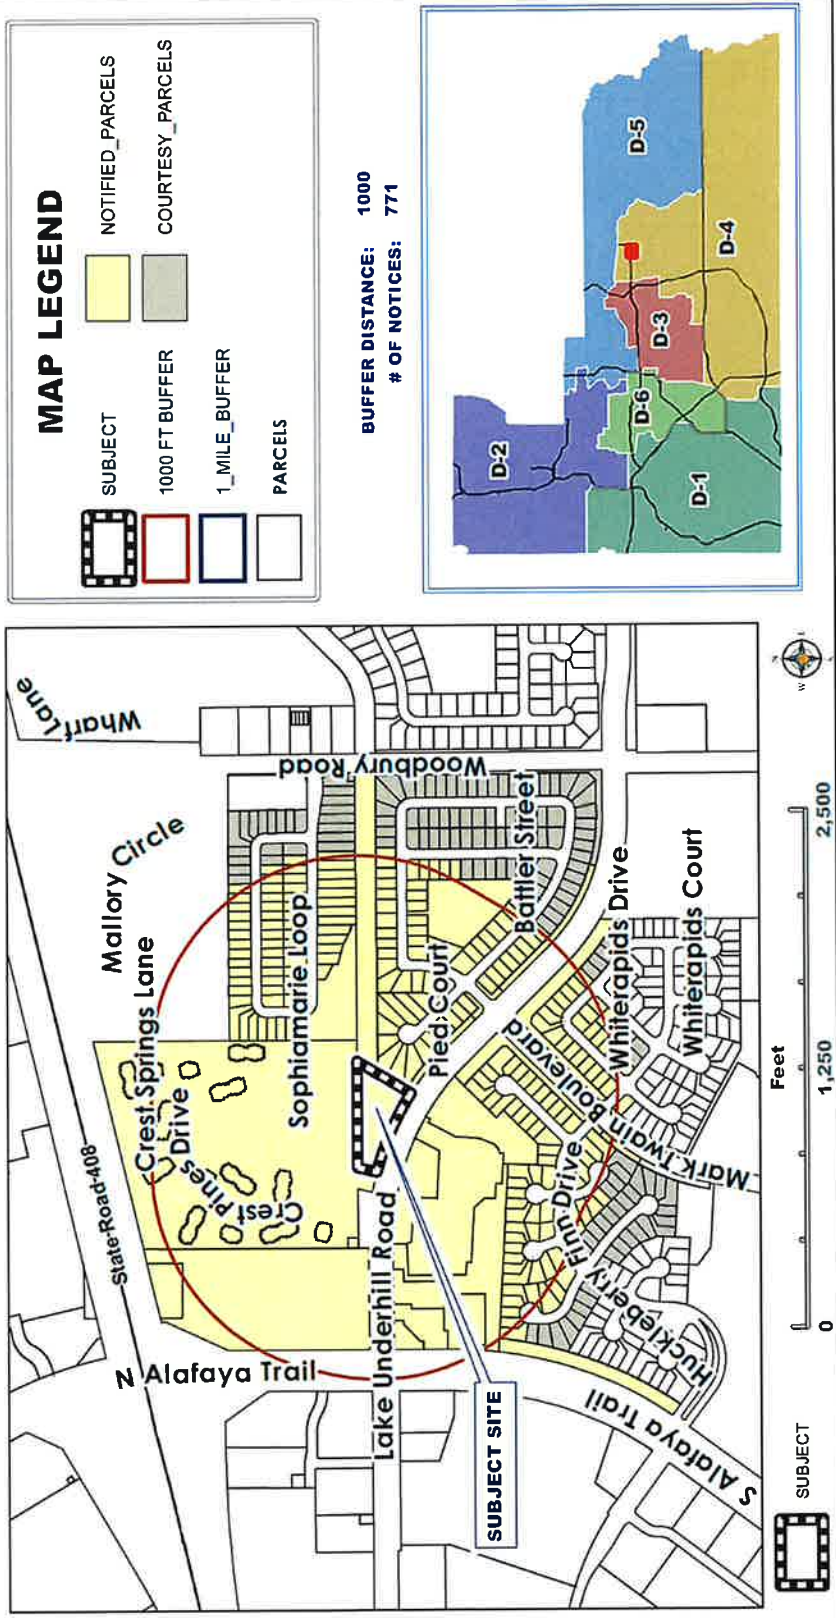 MAP LEGEND
SUBJECT
NOTIFIED_PARCELS
1000 FT BUFFER
COURTESY_PARCELS
1_MILE_BUFFER
PARCELS
BUFFER DISTANCE: 1000
# OF NOTICES: 771
D-2
D-5
D-6
D-3
D-1
D-4
Wharf Lane
State Road 408
Mallory Circle
Crest Springs Lane
Crest Pines Drive
Sophiamarie Loop
Woodbury Road
N Alafaya Trail
Lake Underhill Road
Pied Court
Battler Street
Mark Twain Boulevard
Whiterapids Drive
Whiterapids Court
Huckleberry Finn Drive
S Alafaya Trail
SUBJECT SITE
SUBJECT
Feet
0
1,250
2,500
W